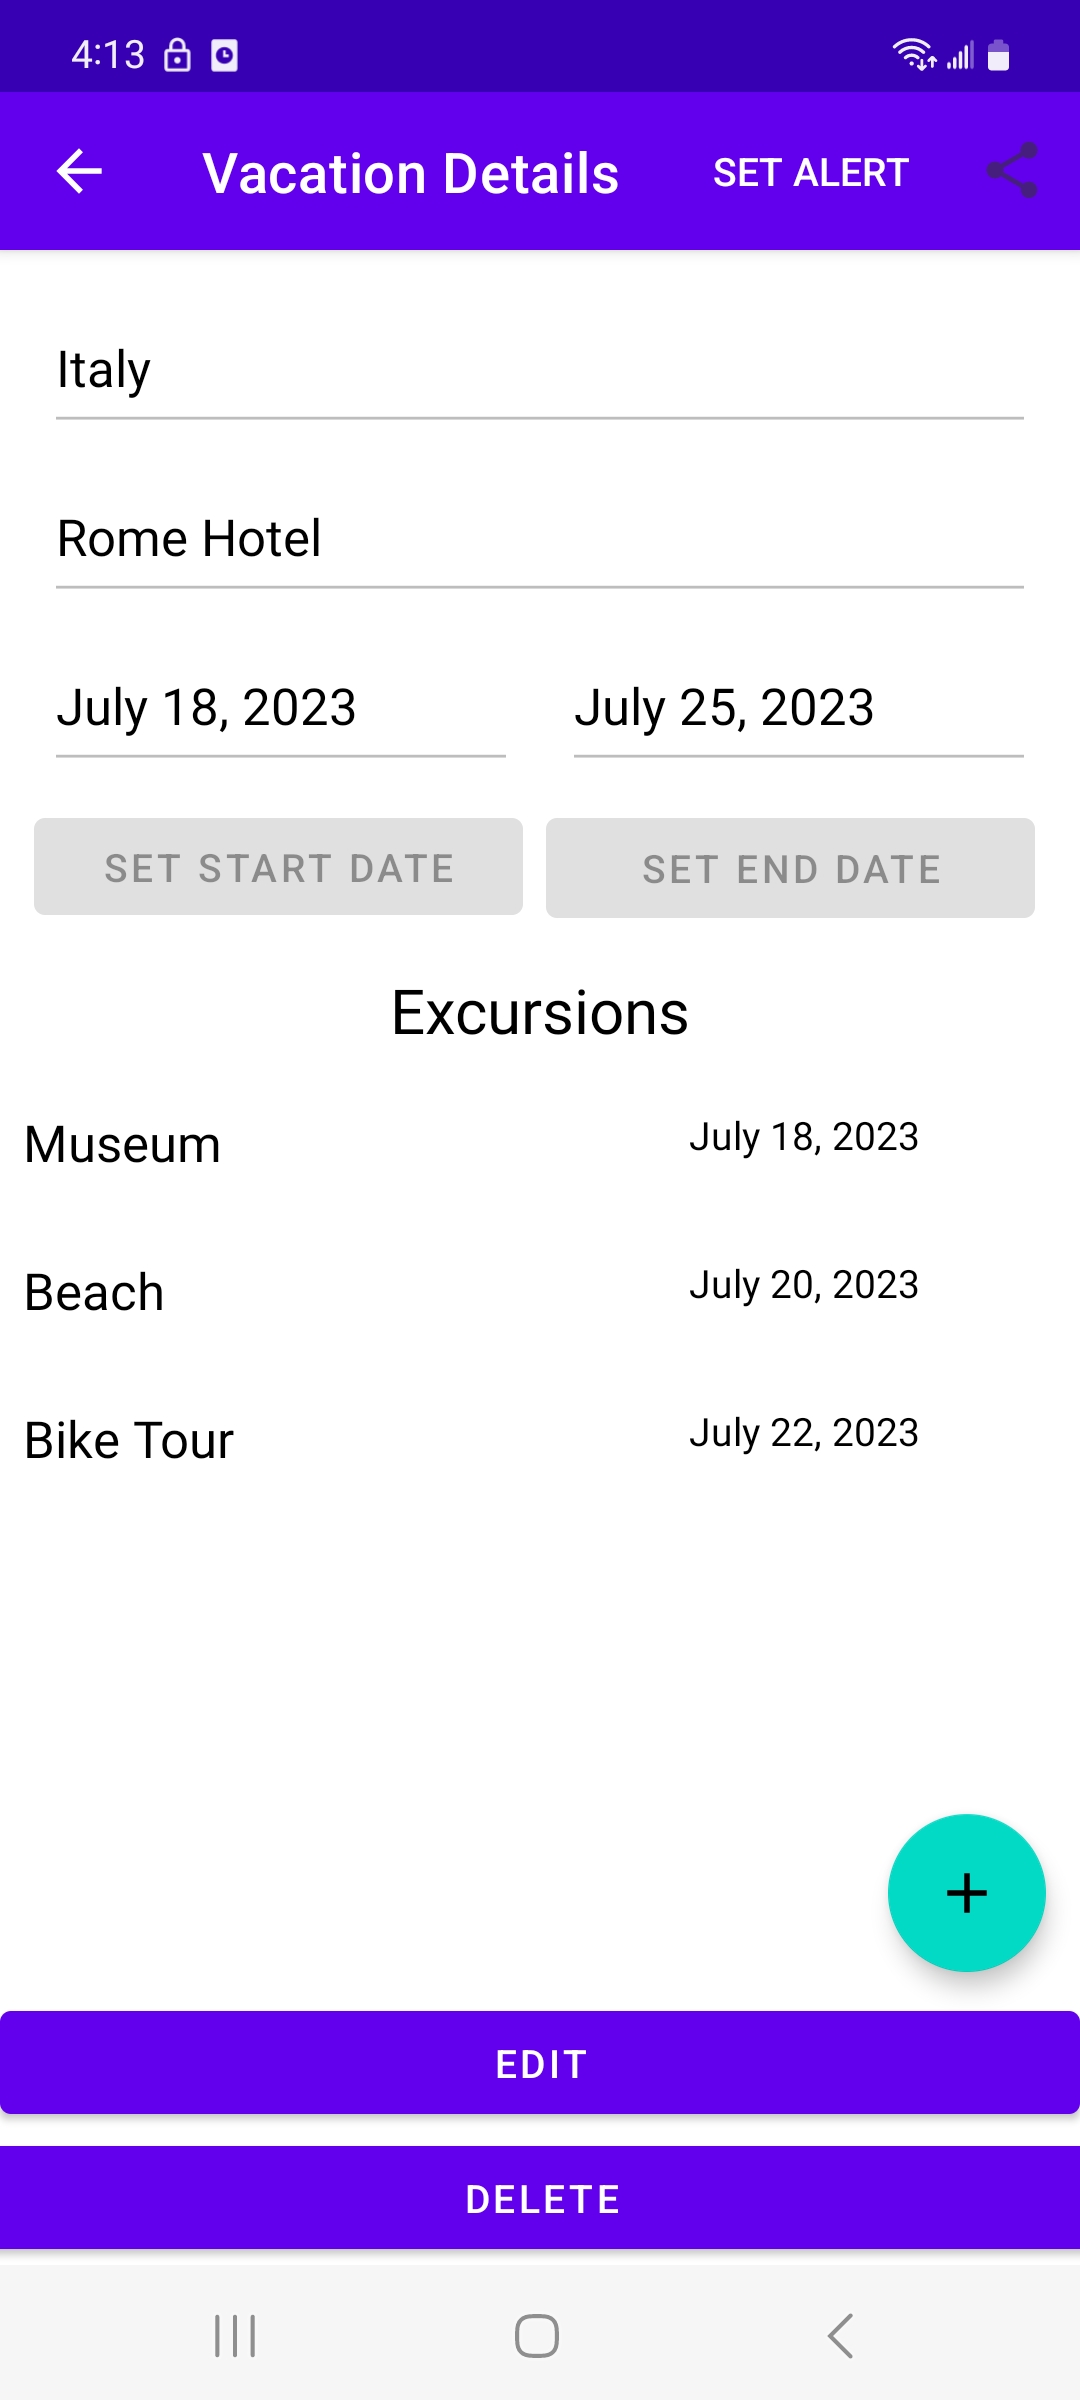 4:13
Vacation Details SET ALERT
Italy
Rome Hotel
July 18, 2023 July 25, 2023
SET START DATE SET END DATE
Excursions
Museum July 18, 2023
Beach July 20, 2023
Bike Tour July 22, 2023
EDIT
DELETE